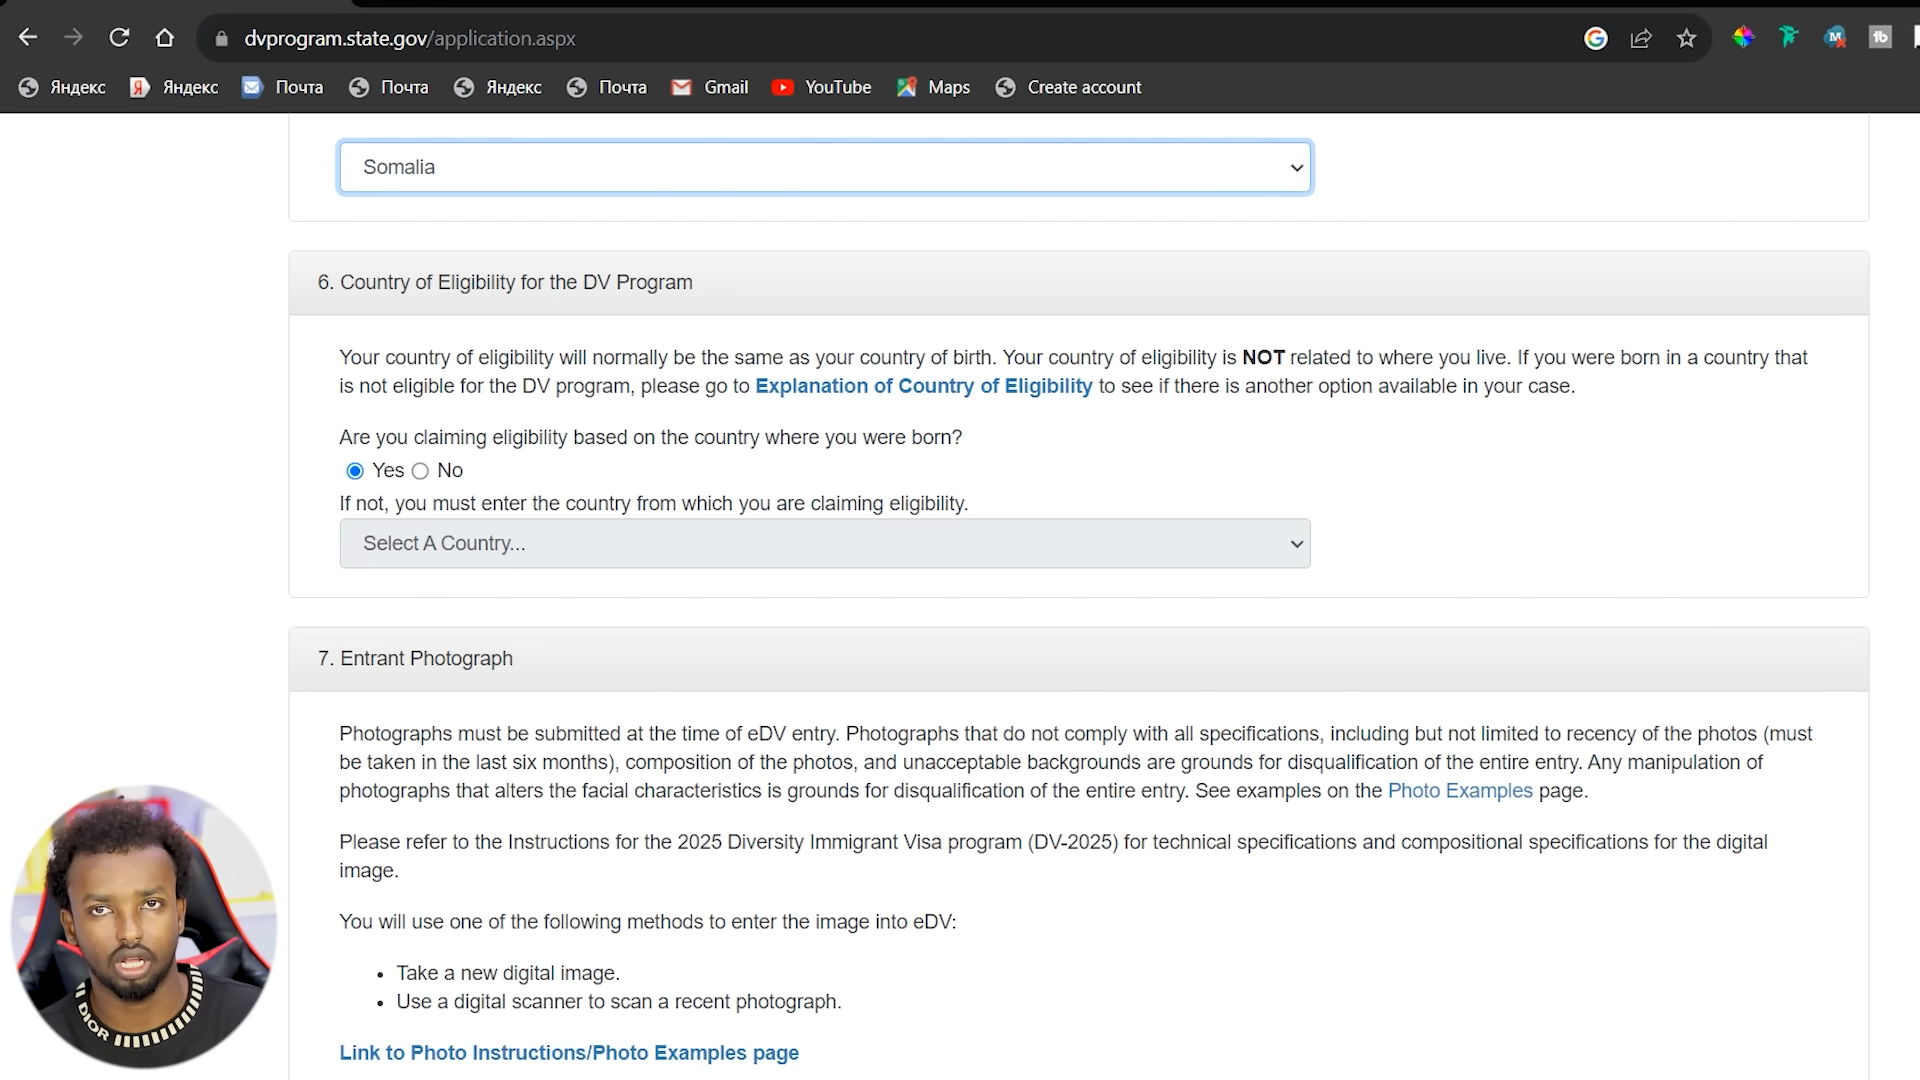 dvprogram.state.gov/application.aspx
Яндекс Яндекс Почта Почта Яндекс Почта Gmail YouTube Maps Create account
Somalia
6. Country of Eligibility for the DV Program
Your country of eligibility will normally be the same as your country of birth. Your country of eligibility is NOT related to where you live. If you were born in a country that
is not eligible for the DV program, please go to Explanation of Country of Eligibility to see if there is another option available in your case.
Are you claiming eligibility based on the country where you were born?
Yes No
If not, you must enter the country from which you are claiming eligibility.
Select A Country...
7. Entrant Photograph
Photographs must be submitted at the time of eDV entry. Photographs that do not comply with all specifications, including but not limited to recency of the photos (must
be taken in the last six months), composition of the photos, and unacceptable backgrounds are grounds for disqualification of the entire entry. Any manipulation of
photographs that alters the facial characteristics is grounds for disqualification of the entire entry. See examples on the Photo Examples page.
Please refer to the Instructions for the 2025 Diversity Immigrant Visa program (DV-2025) for technical specifications and compositional specifications for the digital
image.
You will use one of the following methods to enter the image into eDV:
• Take a new digital image.
• Use a digital scanner to scan a recent photograph.
DIOR
Link to Photo Instructions/Photo Examples page